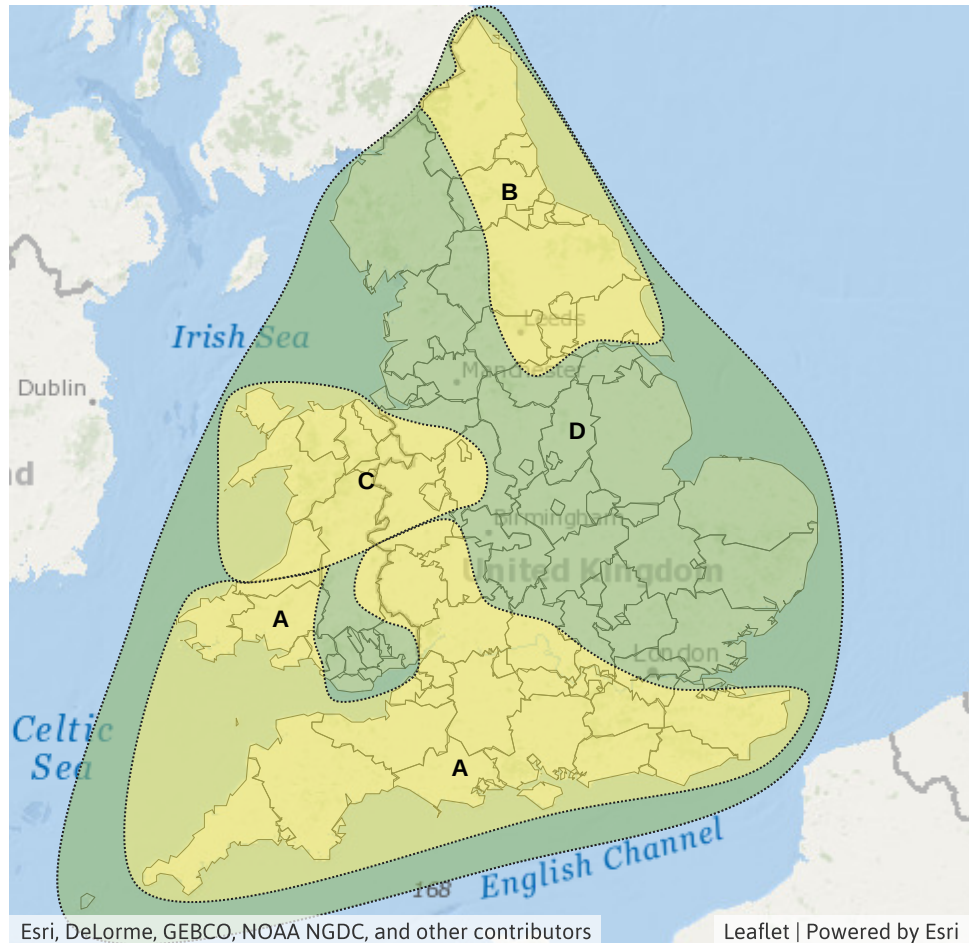 B
Irish Sea
Leeds
Manchester
Dublin
D
C
d
Birmingham
United Kingdom
A
London
Celtic
Sea
A
English Channel
168
Esri, DeLorme, GEBCO, NOAA NGDC, and other contributors
Leaflet | Powered by Esri